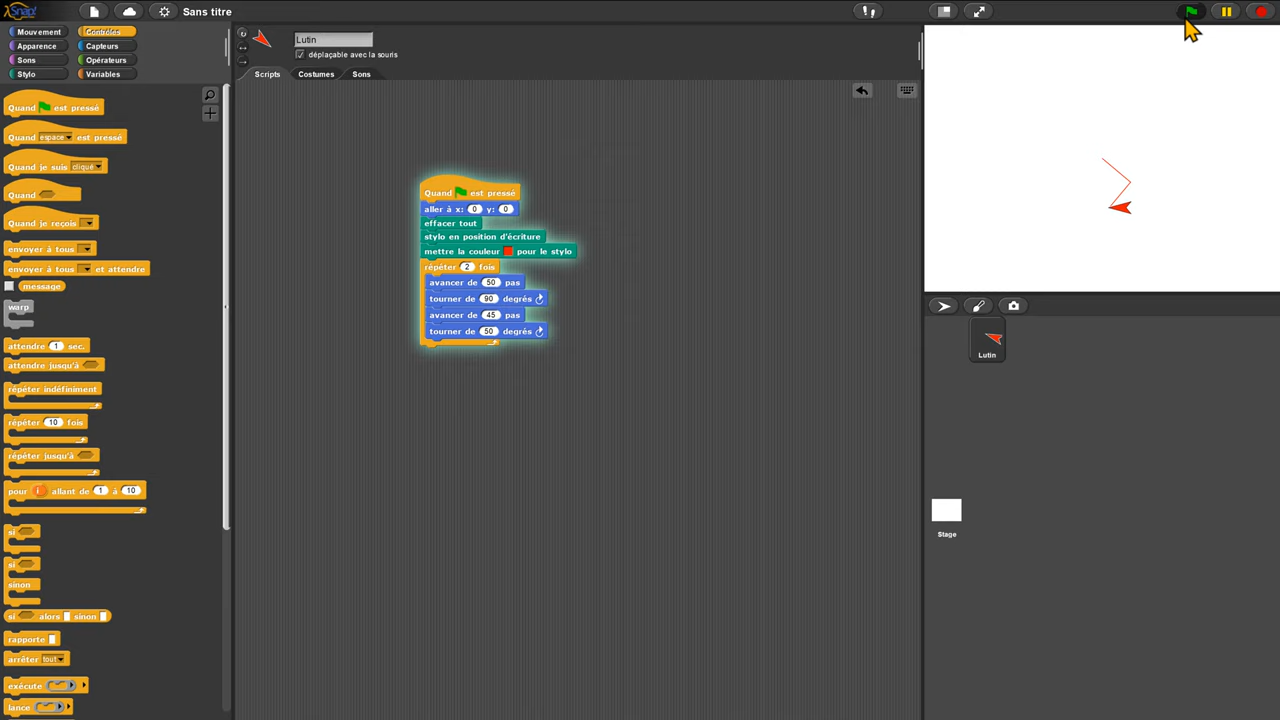 Snap!
Sans titre
Mouvement
Contrôles
Apparence
Capteurs
Sons
Opérateurs
Stylo
Variables
Quand est pressé
Quand espace est pressé
Quand je suis cliqué
Quand
Quand je reçois
envoyer à tous
envoyer à tous et attendre
message
warp
attendre 1 sec.
attendre jusqu'à
répéter indéfiniment
répéter 10 fois
répéter jusqu'à
pour i allant de 1 à 10
si
si
sinon
si alors sinon
rapporte
arrêter tout
exécute
lance
Lutin
déplaçable avec la souris
Scripts
Costumes
Sons
Quand est pressé
aller à x: 0 y: 0
effacer tout
stylo en position d'écriture
mettre la couleur pour le stylo
répéter 2 fois
avancer de 50 pas
tourner de 90 degrés
avancer de 45 pas
tourner de 50 degrés
Lutin
Stage